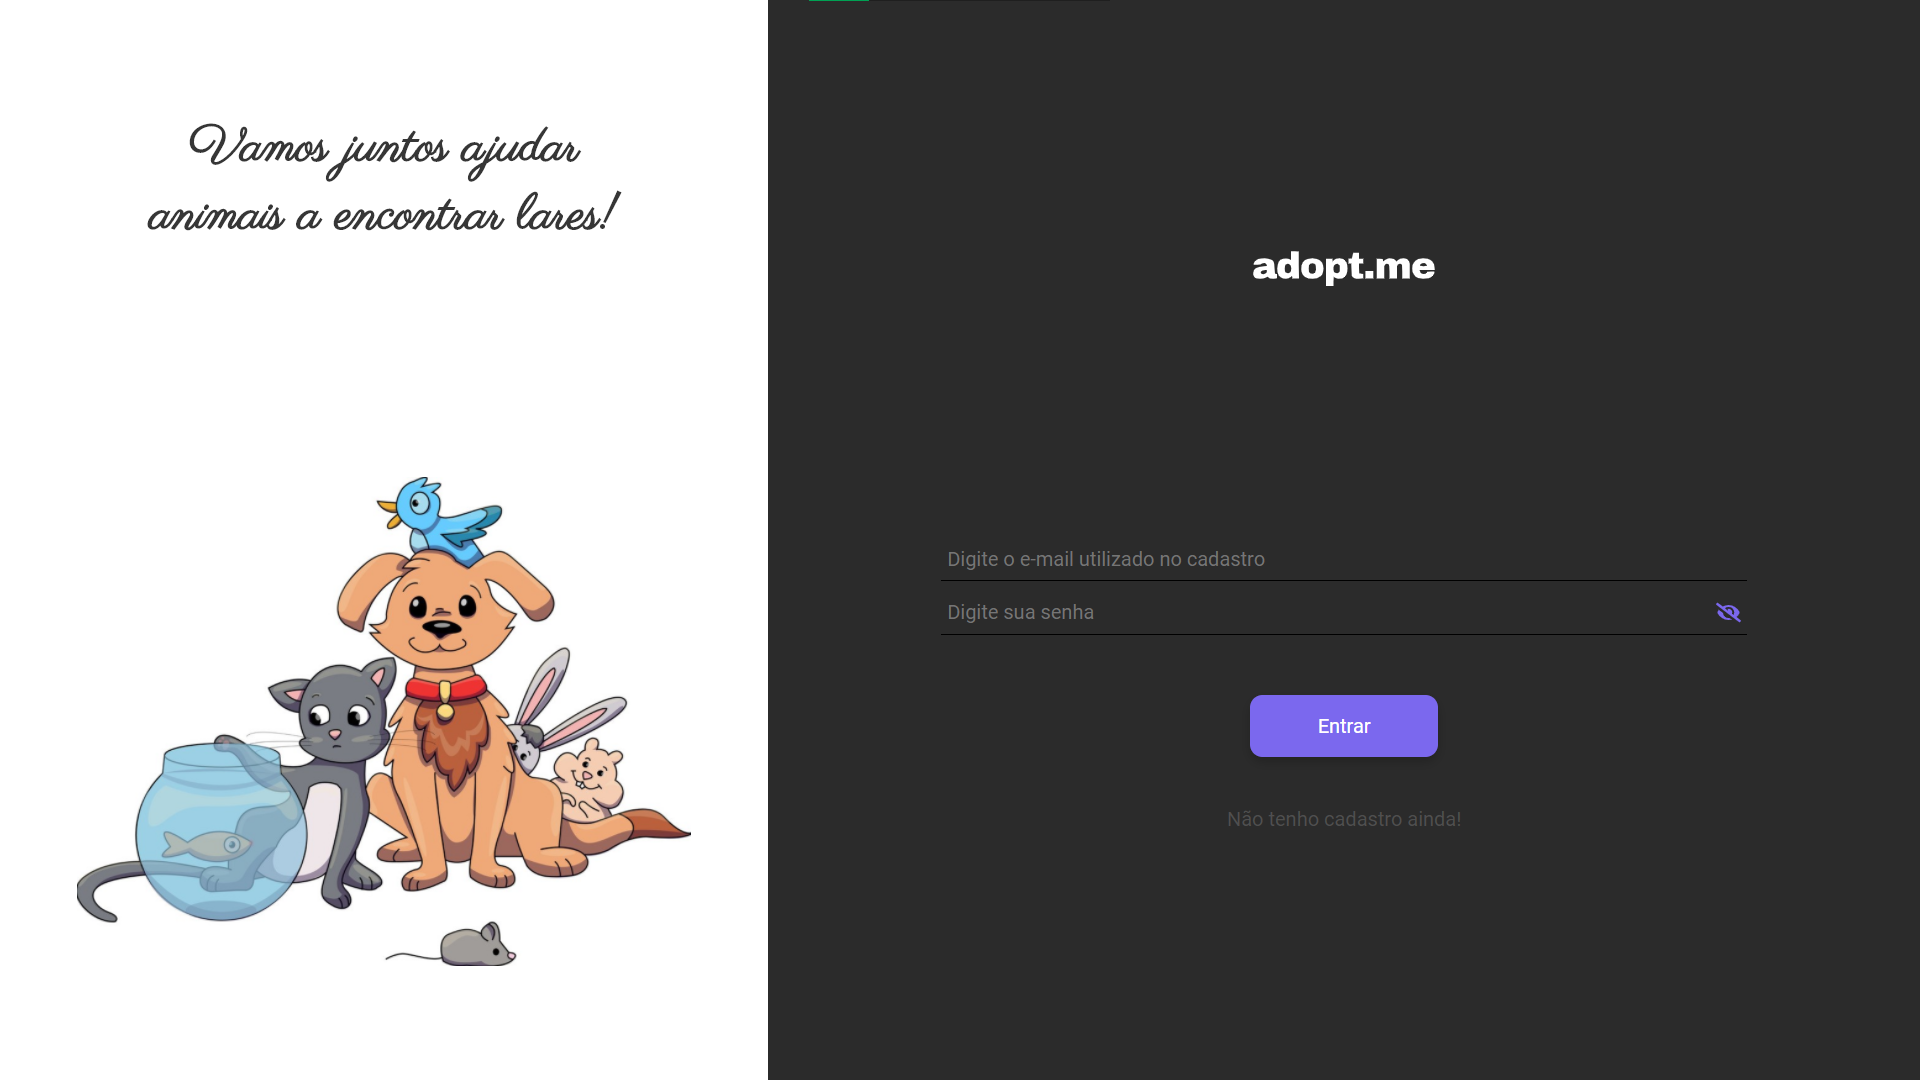 Vamos juntos ajudar
animais a encontrar lares!
adopt.me
Digite o e-mail utilizado no cadastro
Digite sua senha
Entrar
Não tenho cadastro ainda!